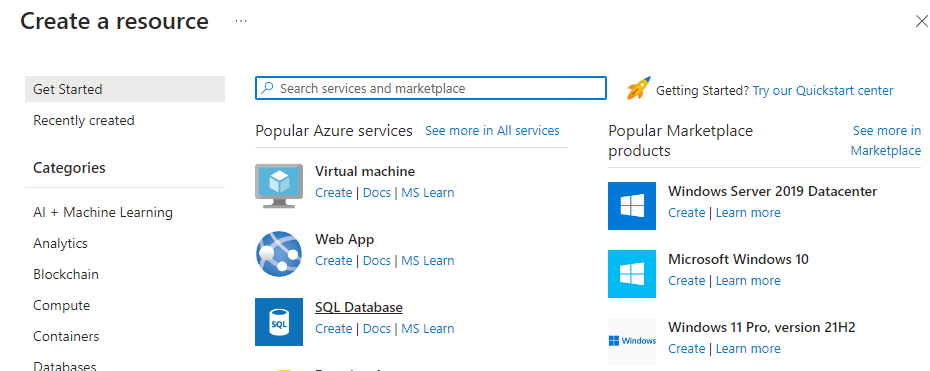 Create a resource ...
Get Started
Recently created
Categories
AI + Machine Learning
Analytics
Blockchain
Compute
Containers
Databases
Search services and marketplace
Getting Started? Try our Quickstart center
Popular Azure services See more in All services
Virtual machine
Create | Docs | MS Learn
Web App
Create | Docs | MS Learn
SQL
SQL Database
Create | Docs | MS Learn
Popular Marketplace
products
See more in
Marketplace
Windows Server 2019 Datacenter
Create | Learn more
Microsoft Windows 10
Create | Learn more
Windows
Windows 11 Pro, version 21H2
Create | Learn more